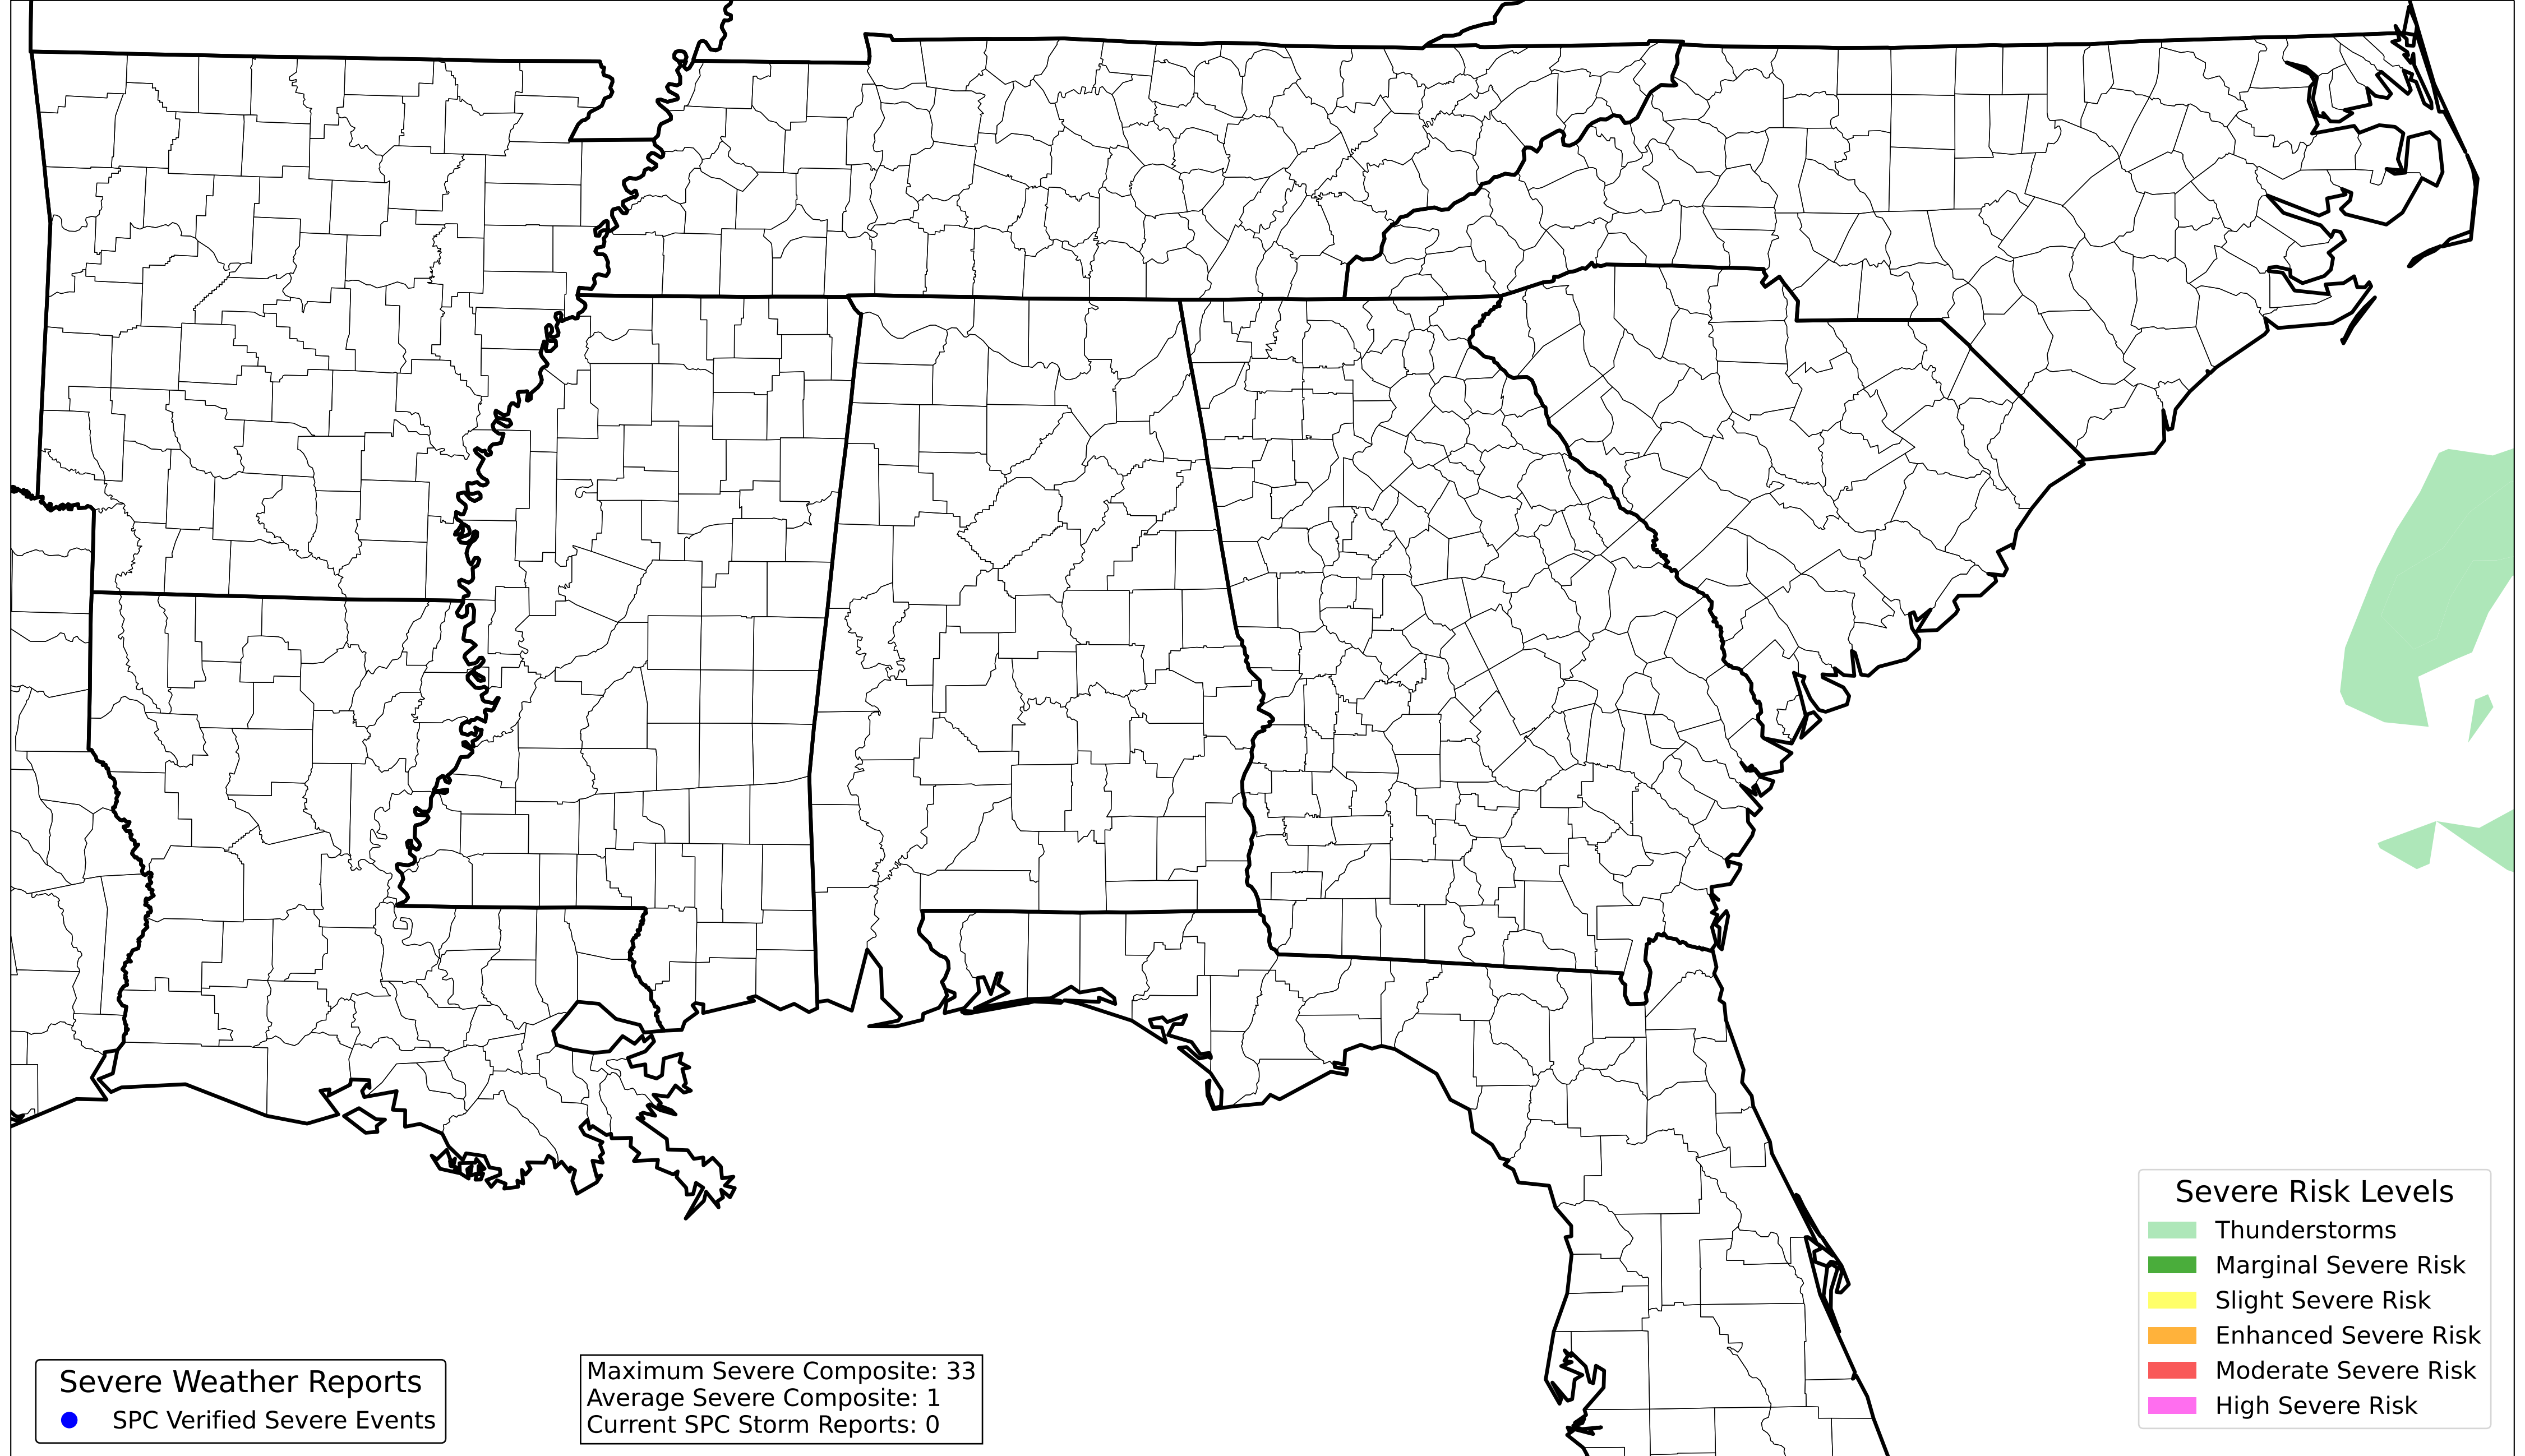 Severe Risk Levels
Thunderstorms
Marginal Severe Risk
Slight Severe Risk
Enhanced Severe Risk
Moderate Severe Risk
High Severe Risk
Severe Weather Reports
SPC Verified Severe Events
Maximum Severe Composite: 33
Average Severe Composite: 1
Current SPC Storm Reports: 0